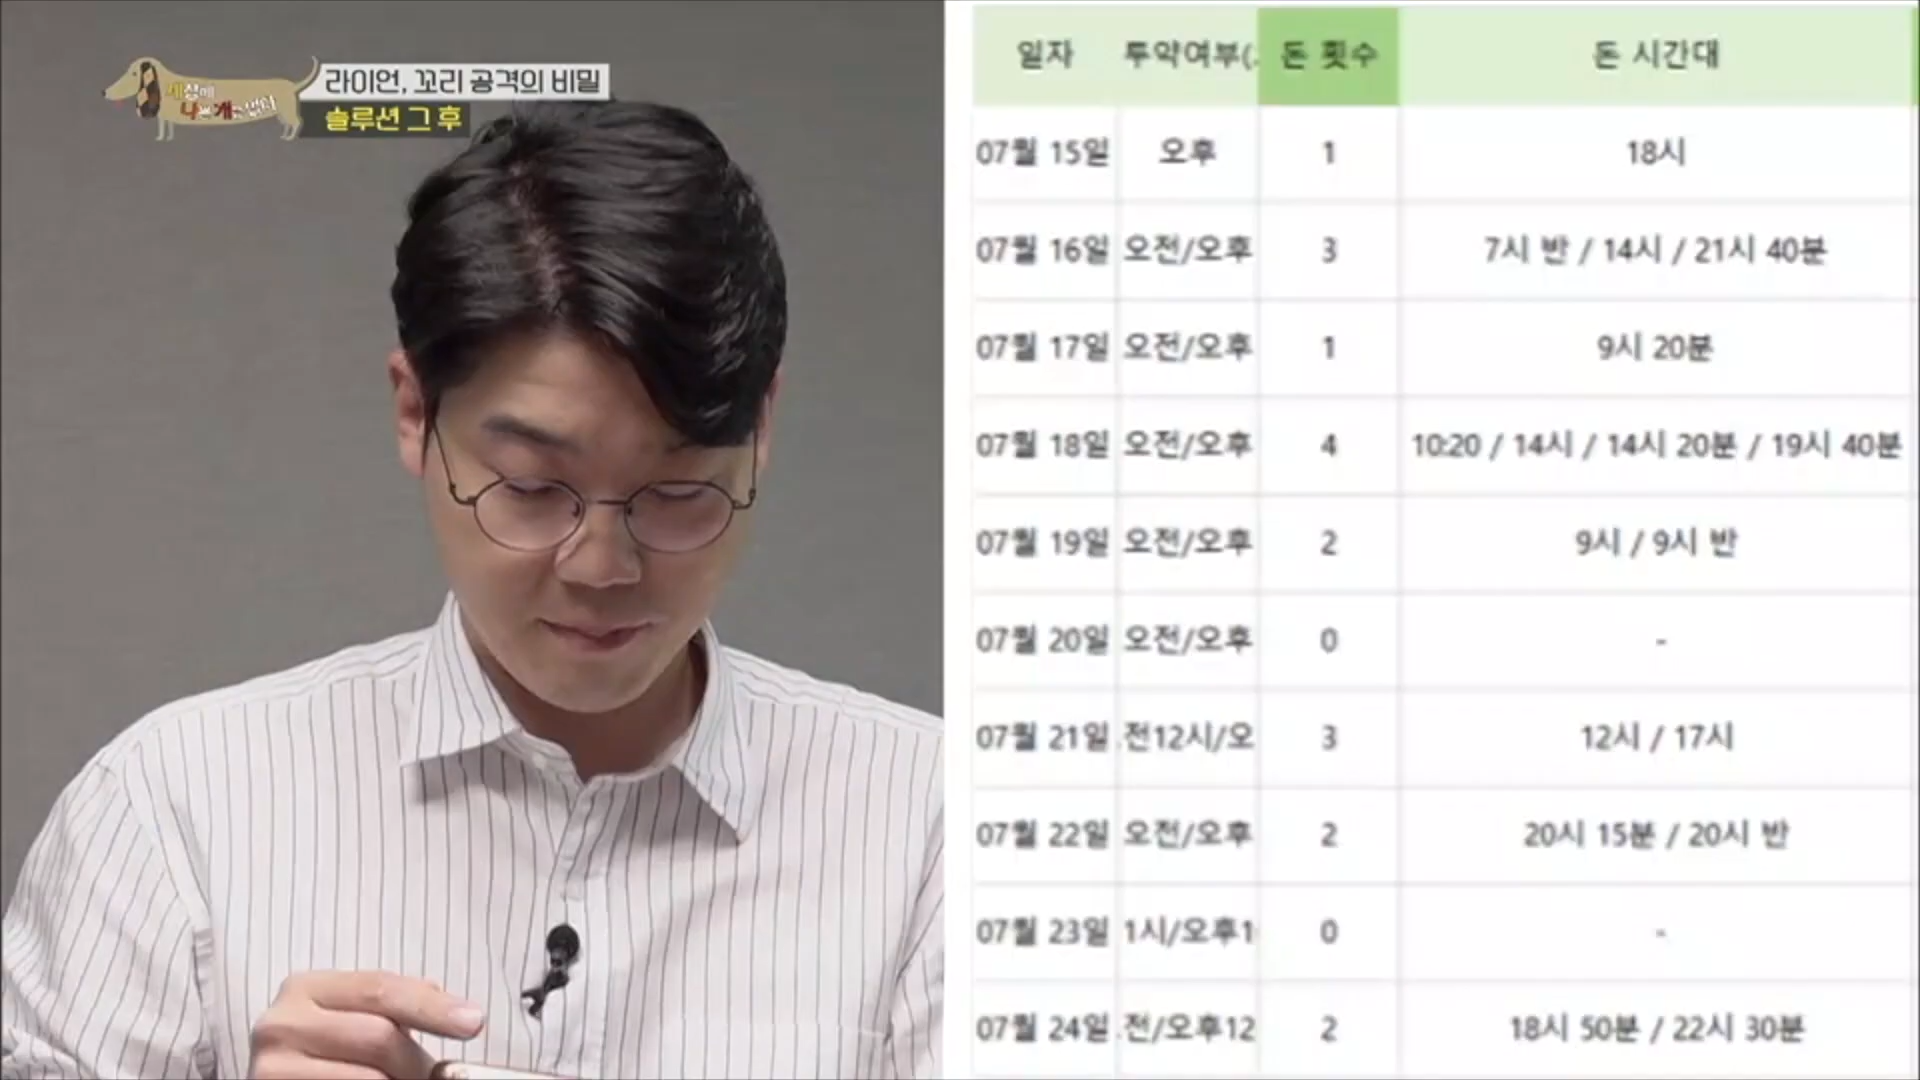 세상에
나쁜 개는 없다
라이언, 꼬리 공격의 비밀
솔루션 그 후
일자 투약여부(. 돈 횟수 돈 시간대
07월 15일 오후 1 18시
07월 16일 오전/오후 3 7시 반 / 14시 / 21시 40분
07월 17일 오전/오후 1 9시 20분
07월 18일 오전/오후 4 10:20 / 14시 / 14시 20분 / 19시 40분
07월 19일 오전/오후 2 9시 / 9시 반
07월 20일 오전/오후 0 -
07월 21일 .전12시/오 3 12시 / 17시
07월 22일 오전/오후 2 20시 15분 / 20시 반
07월 23일 1시/오후1 0 -
07월 24일 .전/오후12 2 18시 50분 / 22시 30분